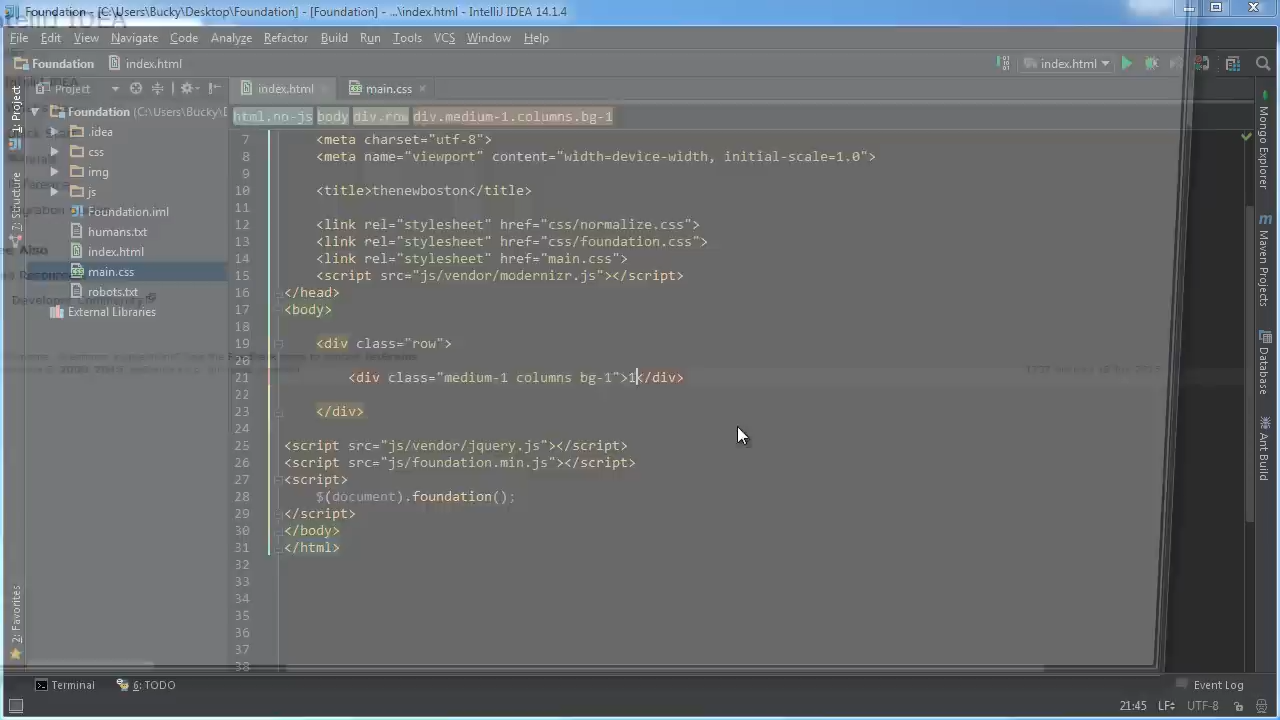 Foundation - [C:\Users\Bucky\Desktop\Foundation] - [Foundation] - ...\index.html - IntelliJ IDEA 14.1.4
File Edit View Navigate Code Analyze Refactor Build Run Tools VCS Window Help
Foundation index.html
index.html
Project
index.html main.css
html.no-js body div.row div.medium-1.columns.bg-1
1: Project
7: Structure
2: Favorites
Foundation (C:\Users\Bucky\D
.idea
css
img
js
Foundation.iml
humans.txt
index.html
main.css
robots.txt
External Libraries
7 <meta charset="utf-8">
8 <meta name="viewport" content="width=device-width, initial-scale=1.0">
9
10 <title>thenewboston</title>
11
12 <link rel="stylesheet" href="css/normalize.css">
13 <link rel="stylesheet" href="css/foundation.css">
14 <link rel="stylesheet" href="main.css">
15 <script src="js/vendor/modernizr.js"></script>
16 </head>
17 <body>
18
19 <div class="row">
20
21 <div class="medium-1 columns bg-1">1</div>
22
23 </div>
24
25 <script src="js/vendor/jquery.js"></script>
26 <script src="js/foundation.min.js"></script>
27 <script>
28 $(document).foundation();
29 </script>
30 </body>
31 </html>
32
33
34
35
36
37
38
Mongo Explorer
Maven Projects
Database
Ant Build
Terminal 6: TODO Event Log
21:45 LF UTF-8